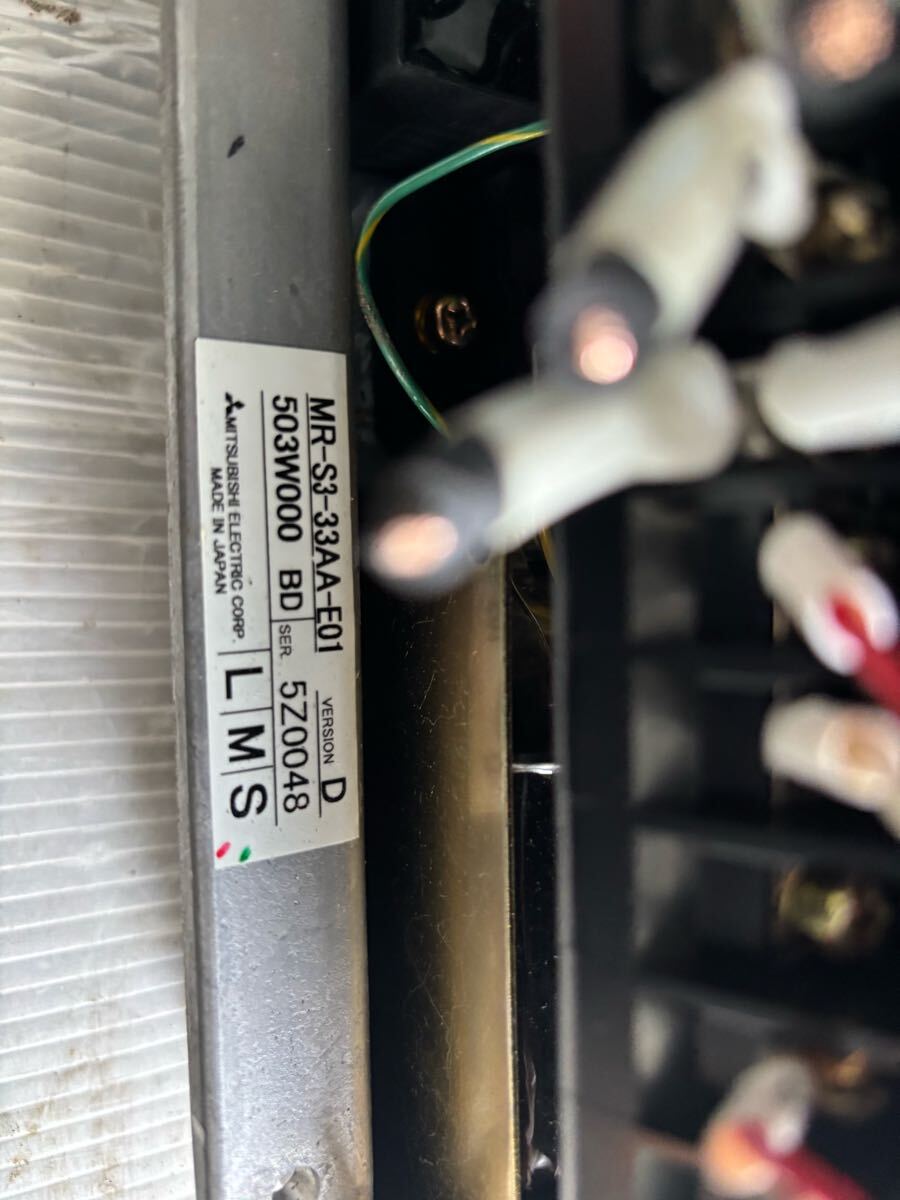 MR-S3-33AA-E01 VERSION D
503W000 BD SER. 5Z0048
MITSUBISHI ELECTRIC CORP.
MADE IN JAPAN
L M S